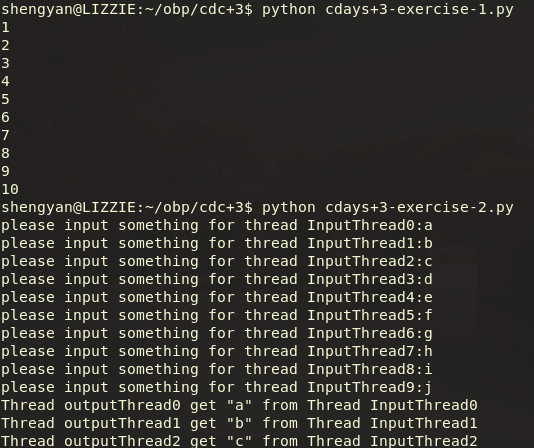 shengyan@LIZZIE:~/obp/cdc+3$ python cdays+3-exercise-1.py
1
2
3
4
5
6
7
8
9
10
shengyan@LIZZIE:~/obp/cdc+3$ python cdays+3-exercise-2.py
please input something for thread InputThread0:a
please input something for thread InputThread1:b
please input something for thread InputThread2:c
please input something for thread InputThread3:d
please input something for thread InputThread4:e
please input something for thread InputThread5:f
please input something for thread InputThread6:g
please input something for thread InputThread7:h
please input something for thread InputThread8:i
please input something for thread InputThread9:j
Thread outputThread0 get "a" from Thread InputThread0
Thread outputThread1 get "b" from Thread InputThread1
Thread outputThread2 get "c" from Thread InputThread2